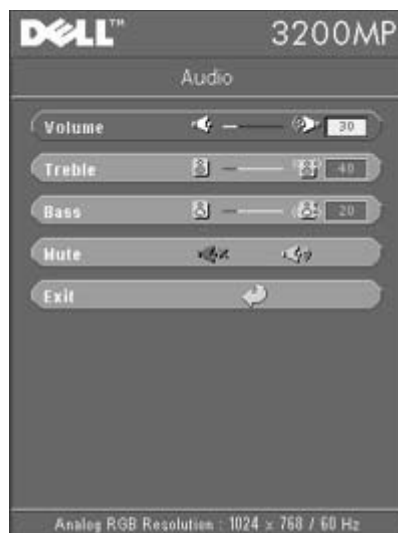 DELL™ 3200MP
Audio
Volume 30
Treble 40
Bass 20
Mute
Exit
Analog RGB Resolution : 1024 x 768 / 60 Hz